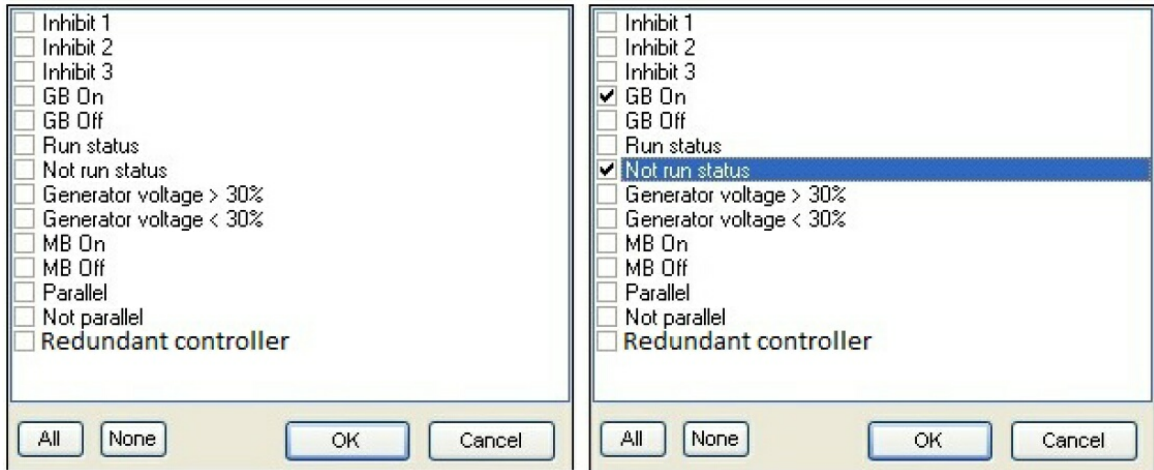 Inhibit 1
Inhibit 2
Inhibit 3
GB On
GB Off
Run status
Not run status
Generator voltage > 30%
Generator voltage < 30%
MB On
MB Off
Parallel
Not parallel
Redundant controller
All None OK Cancel
Inhibit 1
Inhibit 2
Inhibit 3
GB On
GB Off
Run status
Not run status
Generator voltage > 30%
Generator voltage < 30%
MB On
MB Off
Parallel
Not parallel
Redundant controller
All None OK Cancel